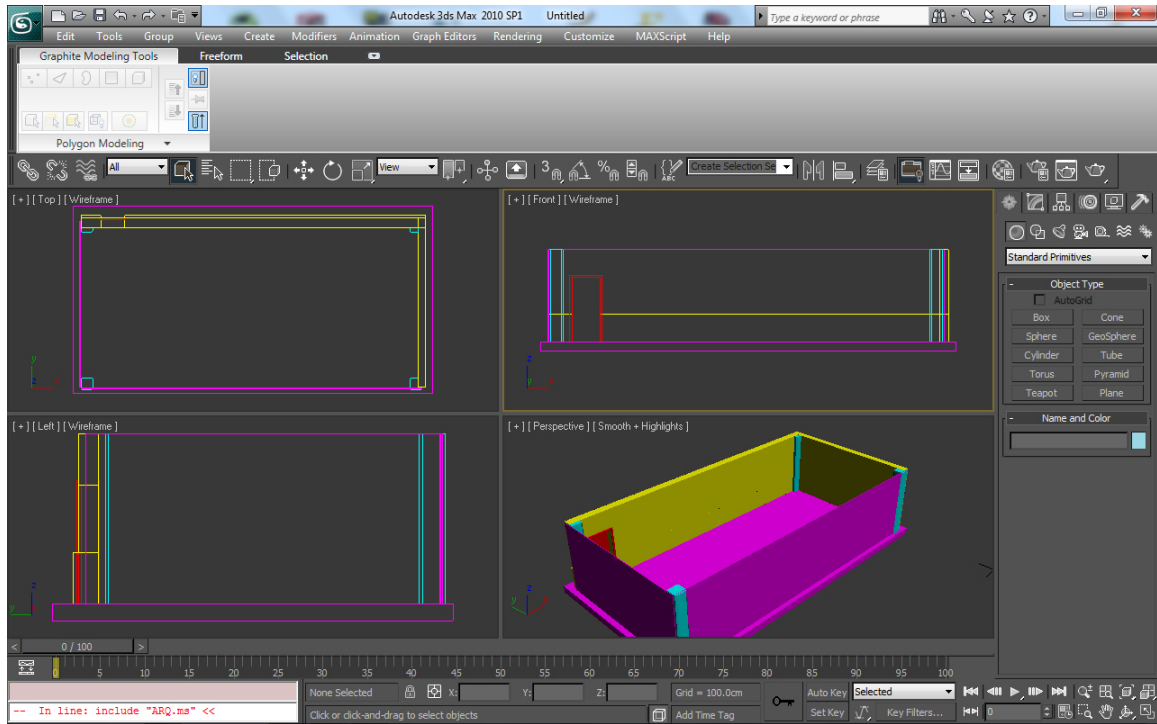 Autodesk 3ds Max 2010 SP1 Untitled
Type a keyword or phrase
Edit Tools Group Views Create Modifiers Animation Graph Editors Rendering Customize MAXScript Help
Graphite Modeling Tools Freeform Selection
Polygon Modeling
All View 3 % ABC Create Selection Se
[ + ] [ Top ] [ Wireframe ]
[ + ] [ Front ] [ Wireframe ]
y
z x
z
x
[ + ] [ Left ] [ Wireframe ]
[ + ] [ Perspective ] [ Smooth + Highlights ]
z
y
z
y
Standard Primitives
- Object Type
AutoGrid
Box Cone
Sphere GeoSphere
Cylinder Tube
Torus Pyramid
Teapot Plane
- Name and Color
< 0 / 100 >
0 5 10 15 20 25 30 35 40 45 50 55 60 65 70 75 80 85 90 95 100
None Selected X: Y: Z: Grid = 100.0cm Auto Key Selected
-- In line: include "ARQ.ms" <<
Click or click-and-drag to select objects Add Time Tag Set Key Key Filters... 0